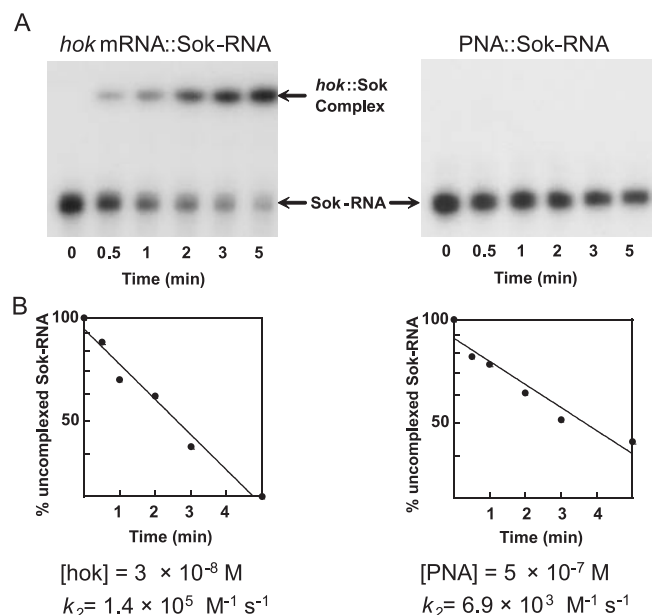 A
hok mRNA::Sok-RNA
PNA::Sok-RNA
hok::Sok
Complex
Sok-RNA
0 0.5 1 2 3 5
Time (min)
0 0.5 1 2 3 5
Time (min)
B
% uncomplexed Sok-RNA
100
50
1 2 3 4
Time (min)
[hok] = 3 × 10⁻⁸ M
k₂= 1.4 × 10⁵ M⁻¹ s⁻¹
% uncomplexed Sok-RNA
100
50
1 2 3 4
Time (min)
[PNA] = 5 × 10⁻⁷ M
k₂= 6.9 × 10³ M⁻¹ s⁻¹